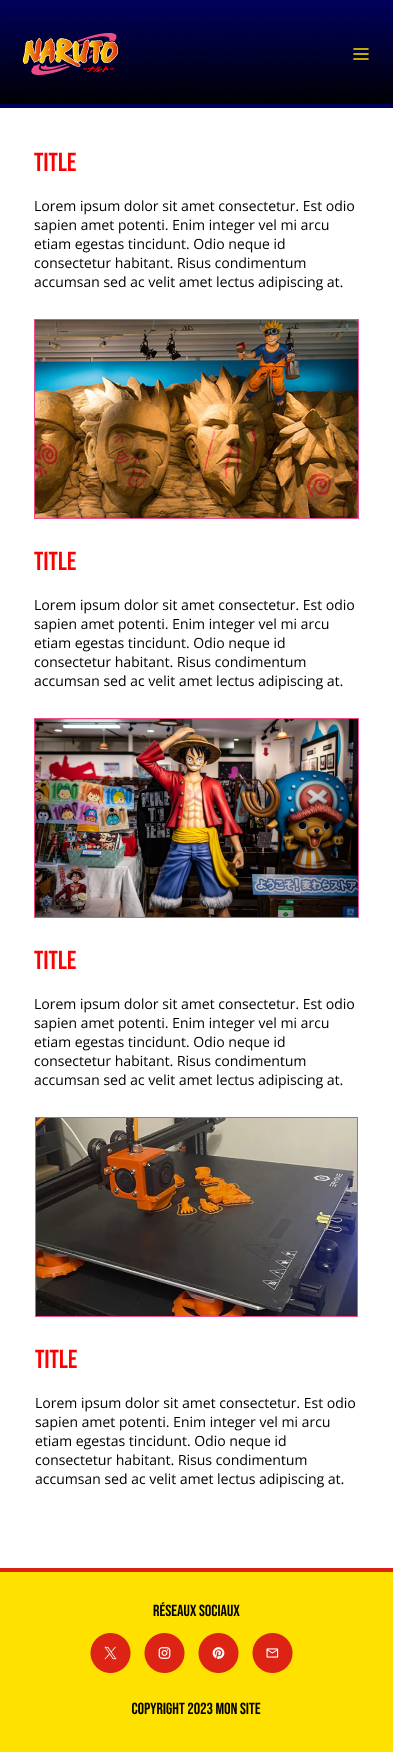 NARUTO
ナルト
TITLE
Lorem ipsum dolor sit amet consectetur. Est odio
sapien amet potenti. Enim integer vel mi arcu
etiam egestas tincidunt. Odio neque id
consectetur habitant. Risus condimentum
accumsan sed ac velit amet lectus adipiscing at.
TITLE
Lorem ipsum dolor sit amet consectetur. Est odio
sapien amet potenti. Enim integer vel mi arcu
etiam egestas tincidunt. Odio neque id
consectetur habitant. Risus condimentum
accumsan sed ac velit amet lectus adipiscing at.
ようこそ!
TITLE
Lorem ipsum dolor sit amet consectetur. Est odio
sapien amet potenti. Enim integer vel mi arcu
etiam egestas tincidunt. Odio neque id
consectetur habitant. Risus condimentum
accumsan sed ac velit amet lectus adipiscing at.
TITLE
Lorem ipsum dolor sit amet consectetur. Est odio
sapien amet potenti. Enim integer vel mi arcu
etiam egestas tincidunt. Odio neque id
consectetur habitant. Risus condimentum
accumsan sed ac velit amet lectus adipiscing at.
RÉSEAUX SOCIAUX
COPYRIGHT 2023 MON SITE